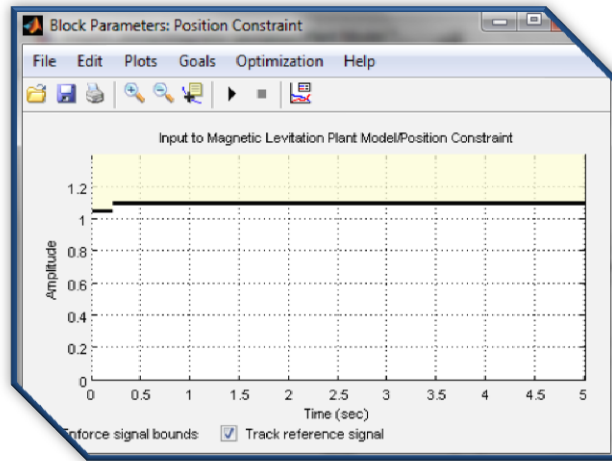 Block Parameters: Position Constraint
File Edit Plots Goals Optimization Help
Input to Magnetic Levitation Plant Model/Position Constraint
1.2
1
0.8
0.6
0.4
0.2
0
Amplitude
0 0.5 1 1.5 2 2.5 3 3.5 4 4.5 5
Time (sec)
signal bounds Track reference signal